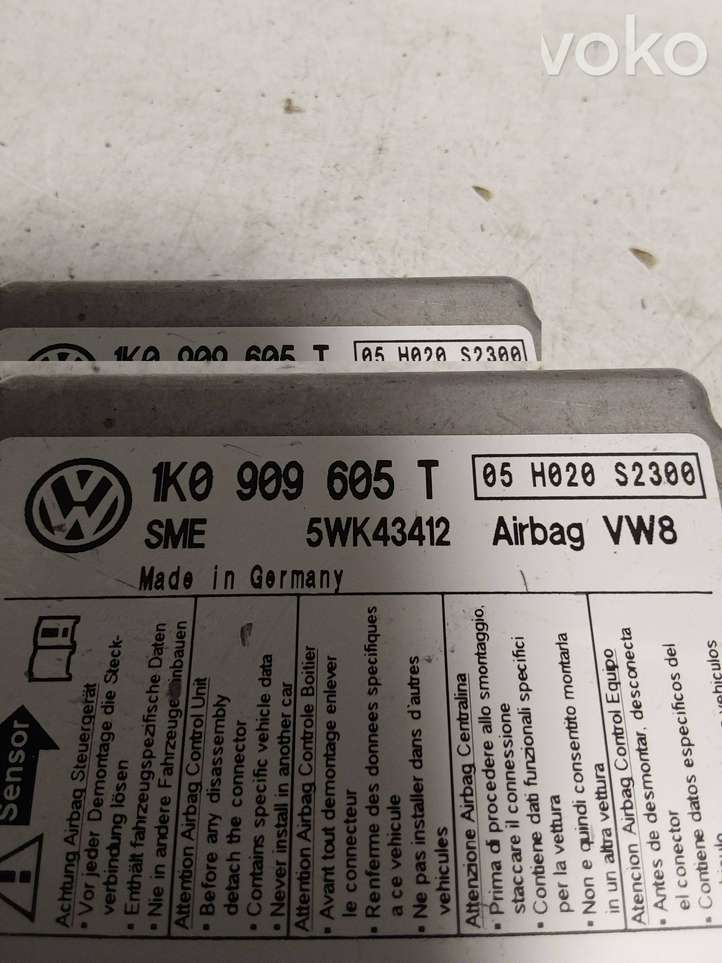 voko
1K0 909 605 T 05 H020 S2300
1K0 909 605 T 05 H020 S2300
SME 5WK43412 Airbag VW8
Made in Germany
Sensor
Achtung Airbag Steuergerät
• Vor jeder Demontage die Steck-
verbindung lösen
• Enthält fahrzeugspezifische Daten
• Nie in andere Fahrzeuge einbauen
Attention Airbag Control Unit
• Before any disassembly
detach the connector
• Contains specific vehicle data
• Never install in another car
Attention Airbag Controle Boitier
• Avant tout demontage enlever
le connecteur
• Renferme des donnees specifiques
a ce vehicule
• Ne pas installer dans d'autres
vehicules
Attenzione Airbag Centralina
• Prima di procedere allo smontaggio,
staccare il connessione
• Contiene dati funzionali specifici
per la vettura
• Non e quindi consentito montarla
in un altra vettura
Atencion Airbag Control Equipo
• Antes de desmontar, desconecta
el conector
• Contiene datos especificos del
vehiculos